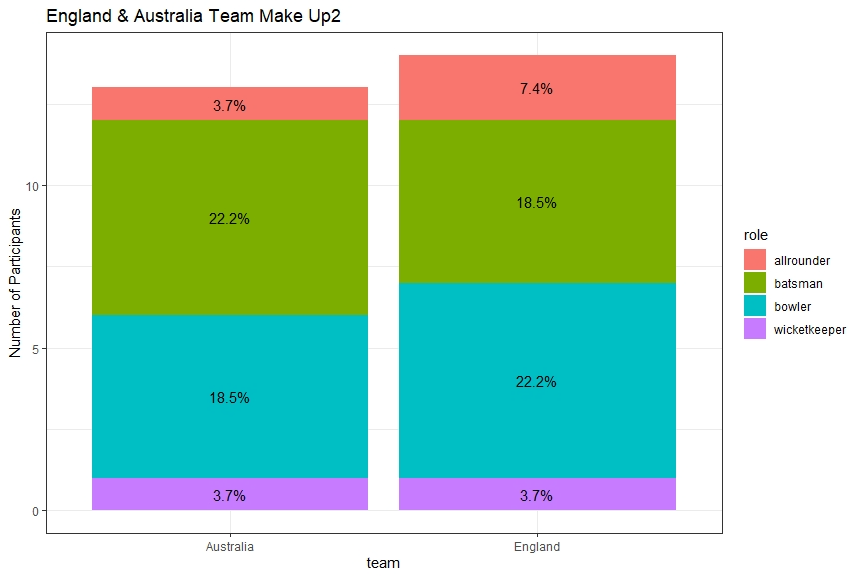 England & Australia Team Make Up2
Number of Participants
10
5
0
3.7%
22.2%
18.5%
3.7%
7.4%
18.5%
22.2%
3.7%
Australia
England
team
role
allrounder
batsman
bowler
wicketkeeper